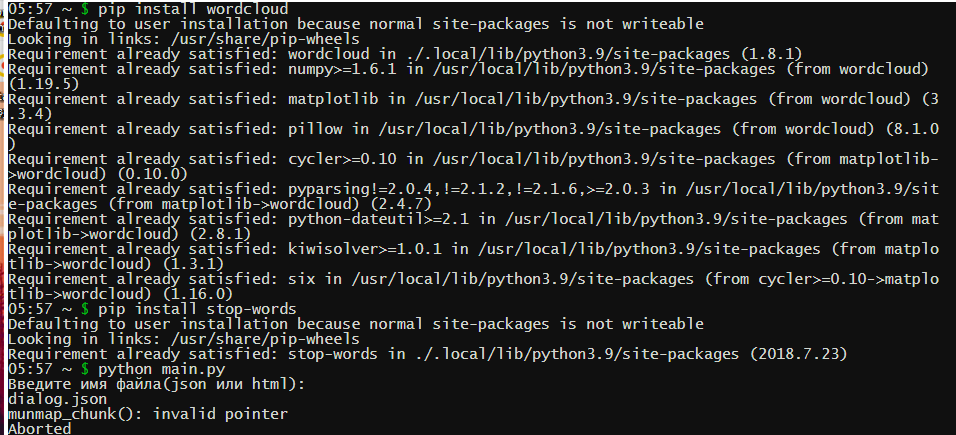 05:57 ~ $ pip install wordcloud
Defaulting to user installation because normal site-packages is not writeable
Looking in links: /usr/share/pip-wheels
Requirement already satisfied: wordcloud in ./.local/lib/python3.9/site-packages (1.8.1)
Requirement already satisfied: numpy>=1.6.1 in /usr/local/lib/python3.9/site-packages (from wordcloud)
(1.19.5)
Requirement already satisfied: matplotlib in /usr/local/lib/python3.9/site-packages (from wordcloud) (3
.3.4)
Requirement already satisfied: pillow in /usr/local/lib/python3.9/site-packages (from wordcloud) (8.1.0
)
Requirement already satisfied: cycler>=0.10 in /usr/local/lib/python3.9/site-packages (from matplotlib-
>wordcloud) (0.10.0)
Requirement already satisfied: pyparsing!=2.0.4,!=2.1.2,!=2.1.6,>=2.0.3 in /usr/local/lib/python3.9/sit
e-packages (from matplotlib->wordcloud) (2.4.7)
Requirement already satisfied: python-dateutil>=2.1 in /usr/local/lib/python3.9/site-packages (from mat
plotlib->wordcloud) (2.8.1)
Requirement already satisfied: kiwisolver>=1.0.1 in /usr/local/lib/python3.9/site-packages (from matplo
tlib->wordcloud) (1.3.1)
Requirement already satisfied: six in /usr/local/lib/python3.9/site-packages (from cycler>=0.10->matplo
tlib->wordcloud) (1.16.0)
05:57 ~ $ pip install stop-words
Defaulting to user installation because normal site-packages is not writeable
Looking in links: /usr/share/pip-wheels
Requirement already satisfied: stop-words in ./.local/lib/python3.9/site-packages (2018.7.23)
05:57 ~ $ python main.py
Введите имя файла(json или html):
dialog.json
munmap_chunk(): invalid pointer
Aborted